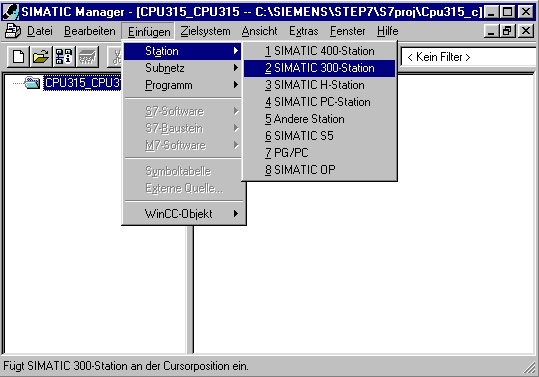 SIMATIC Manager - [CPU315_CPU315 -- C:\SIEMENS\STEP7\S7proj\Cpu315_c]
Datei Bearbeiten Einfügen Zielsystem Ansicht Extras Fenster Hilfe
< Kein Filter >
CPU315_CPU31
Station
Subnetz
Programm
S7-Software
S7-Baustein
M7-Software
Symboltabelle
Externe Quelle...
WinCC-Objekt
1 SIMATIC 400-Station
2 SIMATIC 300-Station
3 SIMATIC H-Station
4 SIMATIC PC-Station
5 Andere Station
6 SIMATIC S5
7 PG/PC
8 SIMATIC OP
Fügt SIMATIC 300-Station an der Cursorposition ein.